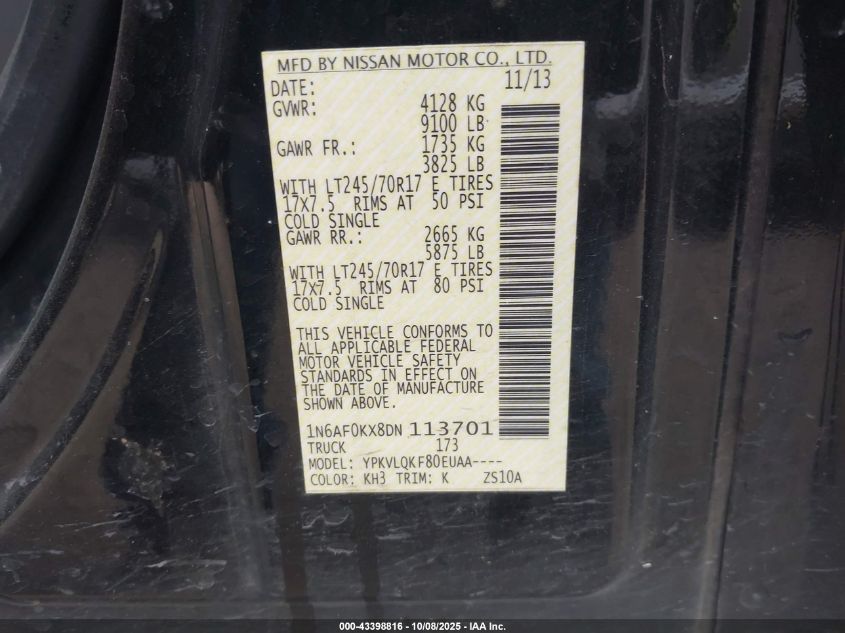 MFD BY NISSAN MOTOR CO., LTD.
DATE: 11/13
GVWR: 4128 KG
9100 LB
GAWR FR.: 1735 KG
3825 LB
WITH LT245/70R17 E TIRES
17X7.5 RIMS AT 50 PSI
COLD SINGLE
GAWR RR.: 2665 KG
5875 LB
WITH LT245/70R17 E TIRES
17X7.5 RIMS AT 80 PSI
COLD SINGLE
THIS VEHICLE CONFORMS TO
ALL APPLICABLE FEDERAL
MOTOR VEHICLE SAFETY
STANDARDS IN EFFECT ON
THE DATE OF MANUFACTURE
SHOWN ABOVE.
1N6AF0KX8DN 113701
TRUCK 173
MODEL: YPKVLQKF80EUAA----
COLOR: KH3 TRIM: K ZS10A
000-43398816 - 10/08/2025 - IAA Inc.